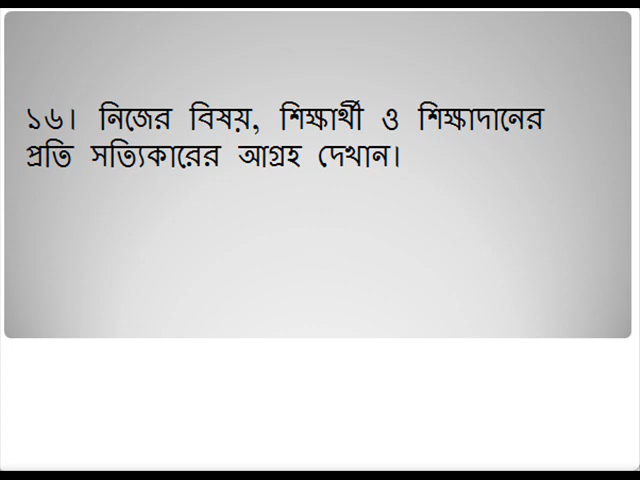 ১৬। নিজের বিষয়, শিক্ষার্থী ও শিক্ষাদানের
প্রতি সত্যিকারের আগ্রহ দেখান।